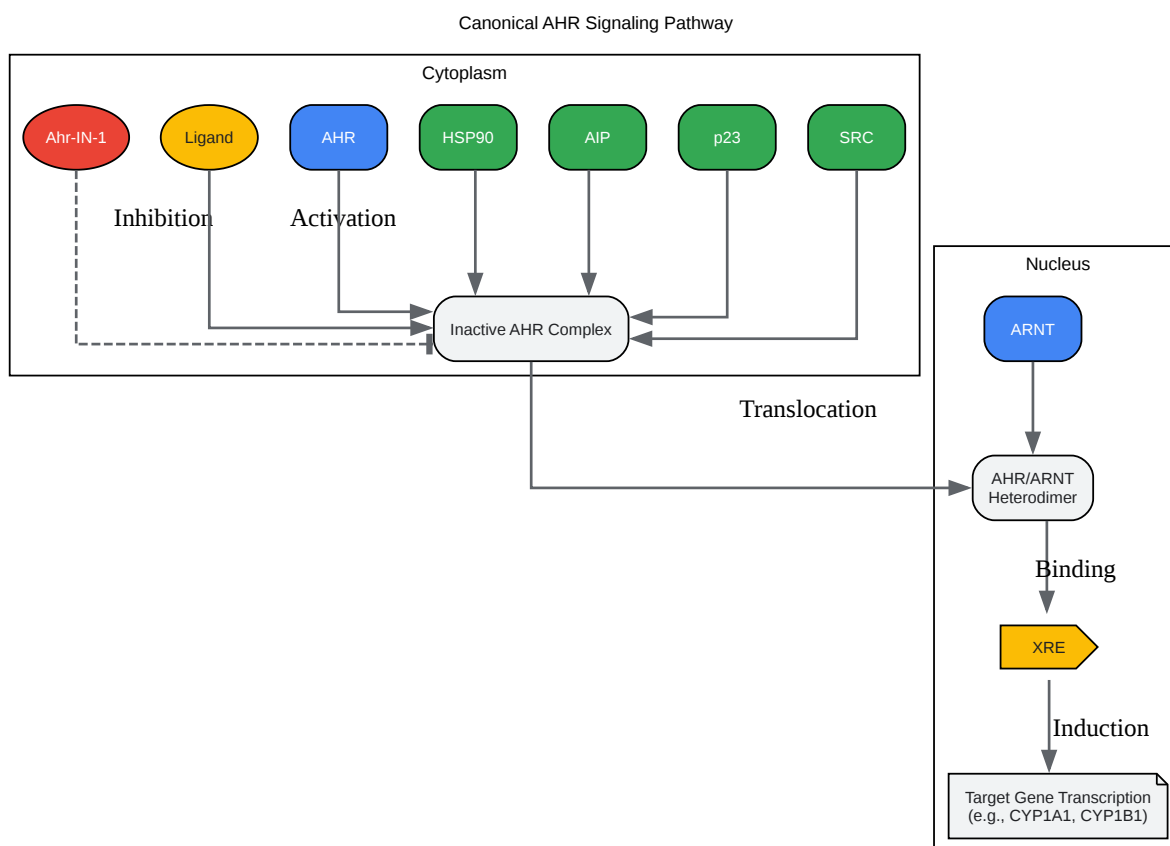 Canonical AHR Signaling Pathway
Cytoplasm
Ahr-IN-1
Ligand
AHR
HSP90
AIP
p23
SRC
Inhibition
Activation
Inactive AHR Complex
Translocation
Nucleus
ARNT
AHR/ARNT
Heterodimer
Binding
XRE
Induction
Target Gene Transcription
(e.g., CYP1A1, CYP1B1)